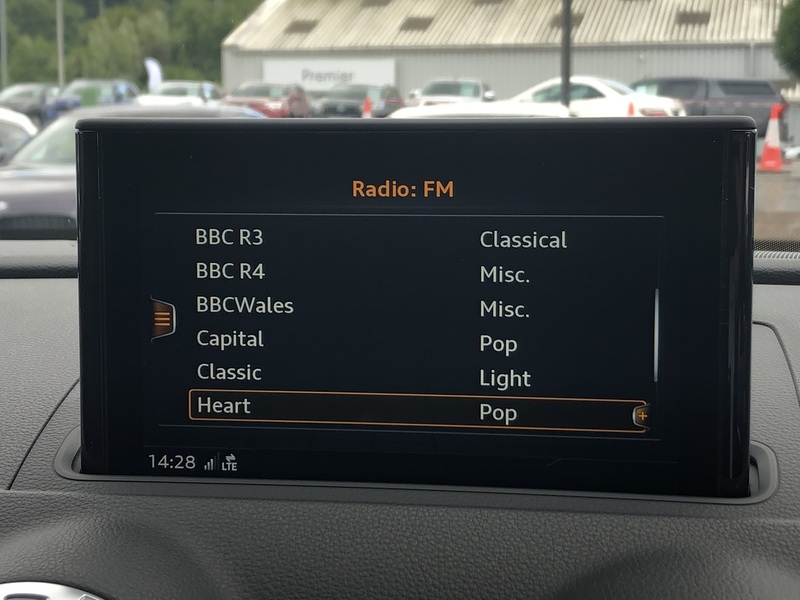 Premier
Radio: FM
BBC R3 Classical
BBC R4 Misc.
BBCWales Misc.
Capital Pop
Classic Light
Heart Pop
14:28 LTE